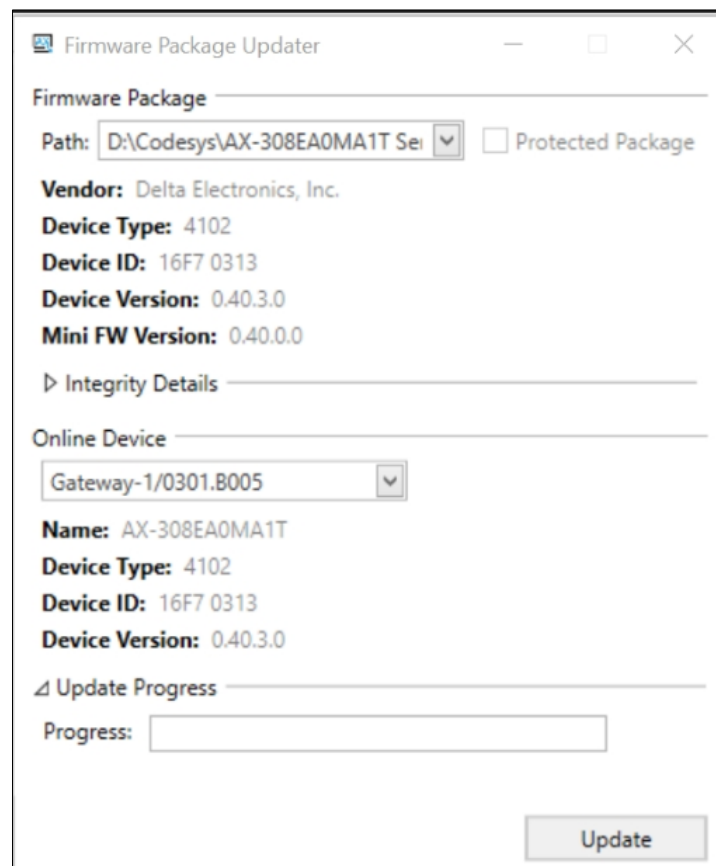 Firmware Package Updater
Firmware Package
Path: D:\Codesys\AX-308EA0MA1T Protected Package
Vendor: Delta Electronics, Inc.
Device Type: 4102
Device ID: 16F7 0313
Device Version: 0.40.3.0
Mini FW Version: 0.40.0.0
Integrity Details
Online Device
Gateway-1/0301.B005
Name: AX-308EA0MA1T
Device Type: 4102
Device ID: 16F7 0313
Device Version: 0.40.3.0
Update Progress
Progress:
Update